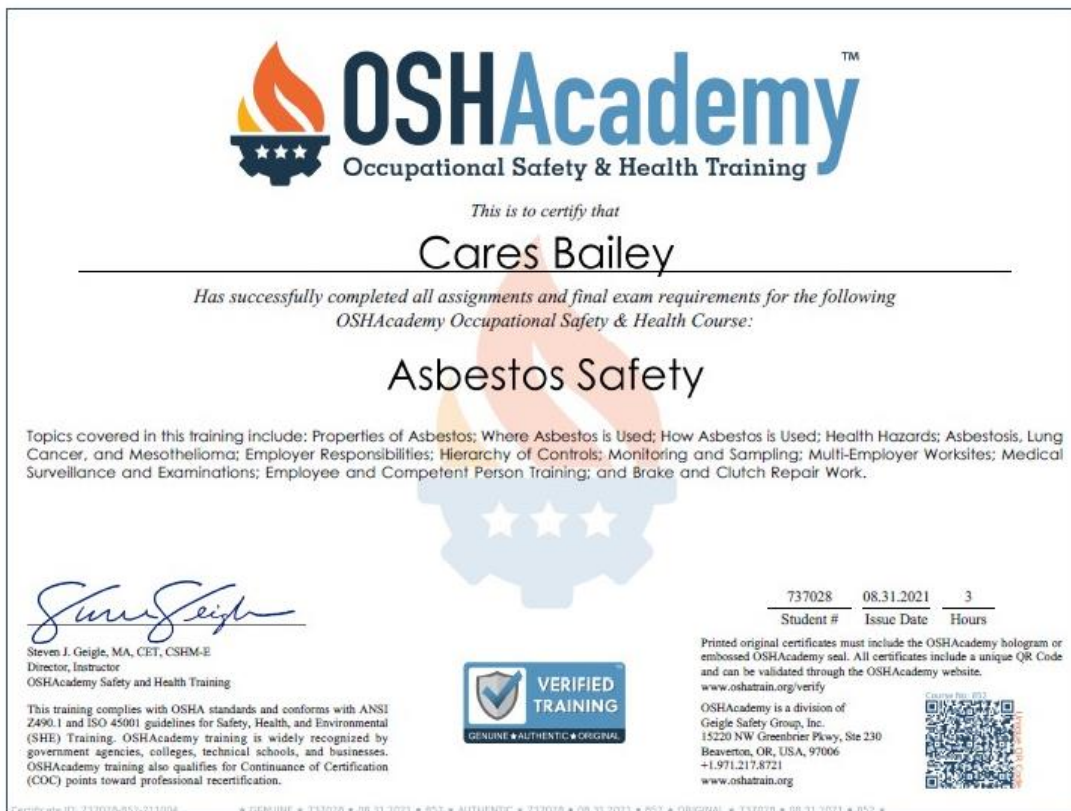 OSHAcademy™
Occupational Safety & Health Training
This is to certify that
Cares Bailey
Has successfully completed all assignments and final exam requirements for the following
OSHAcademy Occupational Safety & Health Course:
Asbestos Safety
Topics covered in this training include: Properties of Asbestos; Where Asbestos is Used; How Asbestos is Used; Health Hazards; Asbestosis, Lung
Cancer, and Mesothelioma; Employer Responsibilities; Hierarchy of Controls; Monitoring and Sampling; Multi-Employer Worksites; Medical
Surveillance and Examinations; Employee and Competent Person Training; and Brake and Clutch Repair Work.
Steven J. Geigle, MA, CET, CSHM-E
Director, Instructor
OSHAcademy Safety and Health Training
This training complies with OSHA standards and conforms with ANSI
Z490.1 and ISO 45001 guidelines for Safety, Health, and Environmental
(SHE) Training. OSHAcademy training is widely recognized by
government agencies, colleges, technical schools, and businesses.
OSHAcademy training also qualifies for Continuance of Certification
(COC) points toward professional recertification.
VERIFIED
TRAINING
GENUINE ★ AUTHENTIC ★ ORIGINAL
737028 08.31.2021 3
Student # Issue Date Hours
Printed original certificates must include the OSHAcademy hologram or
embossed OSHAcademy seal. All certificates include a unique QR Code
and can be validated through the OSHAcademy website.
www.oshatrain.org/verify
OSHAcademy is a division of
Geigle Safety Group, Inc.
15220 NW Greenbrier Pkwy, Ste 230
Beaverton, OR, USA, 97006
+1.971.217.8721
www.oshatrain.org
Course No: 852
Unique QR Code